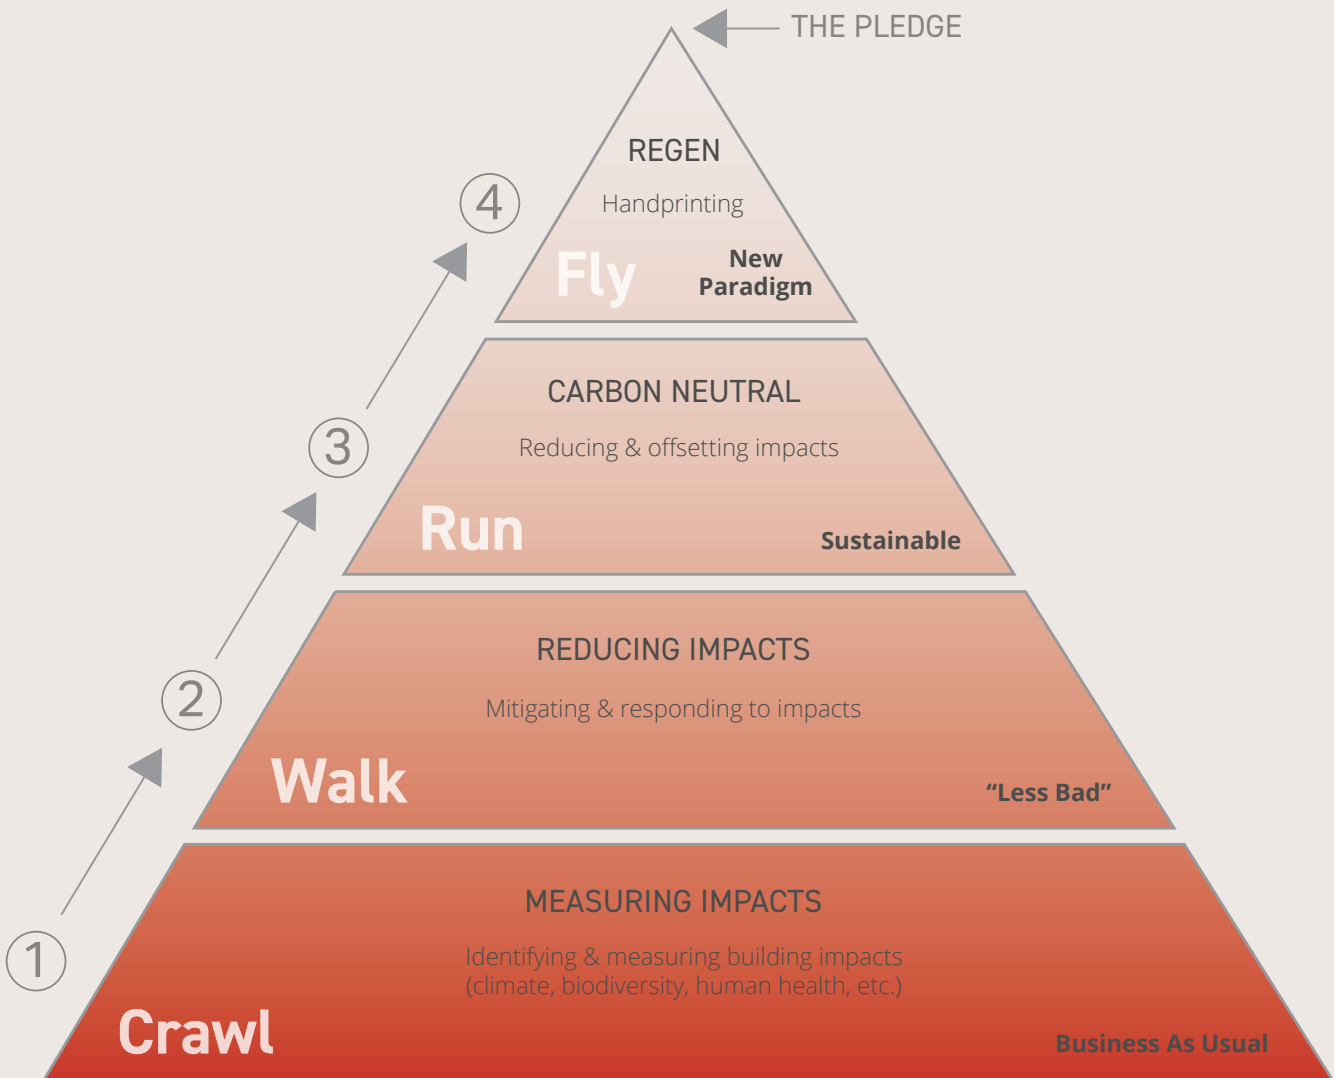 THE PLEDGE
4
REGEN
Handprinting
Fly
New
Paradigm
3
CARBON NEUTRAL
Reducing & offsetting impacts
Run
Sustainable
2
REDUCING IMPACTS
Mitigating & responding to impacts
Walk
“Less Bad”
1
MEASURING IMPACTS
Identifying & measuring building impacts
(climate, biodiversity, human health, etc.)
Crawl
Business As Usual